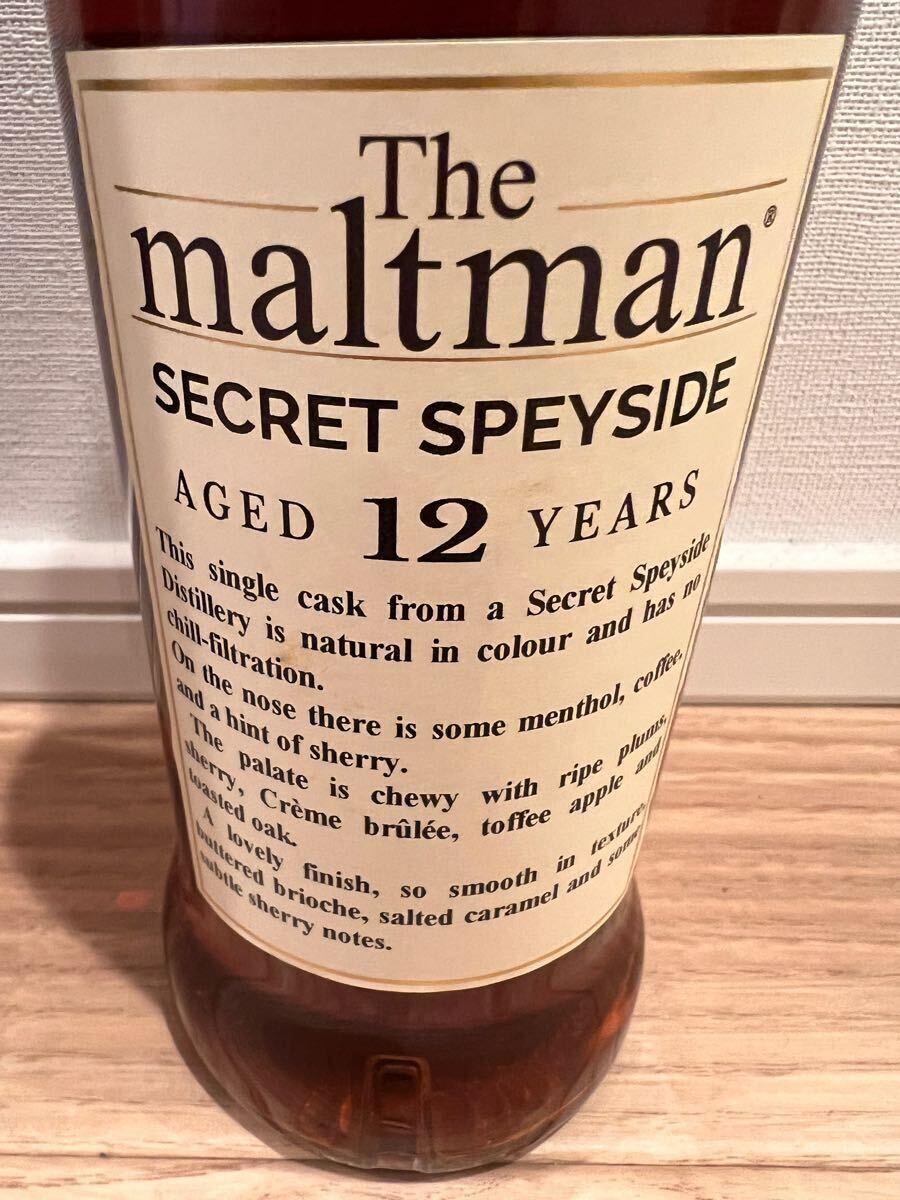 The
maltman®
SECRET SPEYSIDE
AGED 12 YEARS
This single cask from a Secret Speyside
Distillery is natural in colour and has no
chill-filtration.
On the nose there is some menthol, coffee,
and a hint of sherry.
The palate is chewy with ripe plums,
sherry, Crème brûlée, toffee apple and
toasted oak.
A lovely finish, so smooth in texture,
buttered brioche, salted caramel and some
subtle sherry notes.